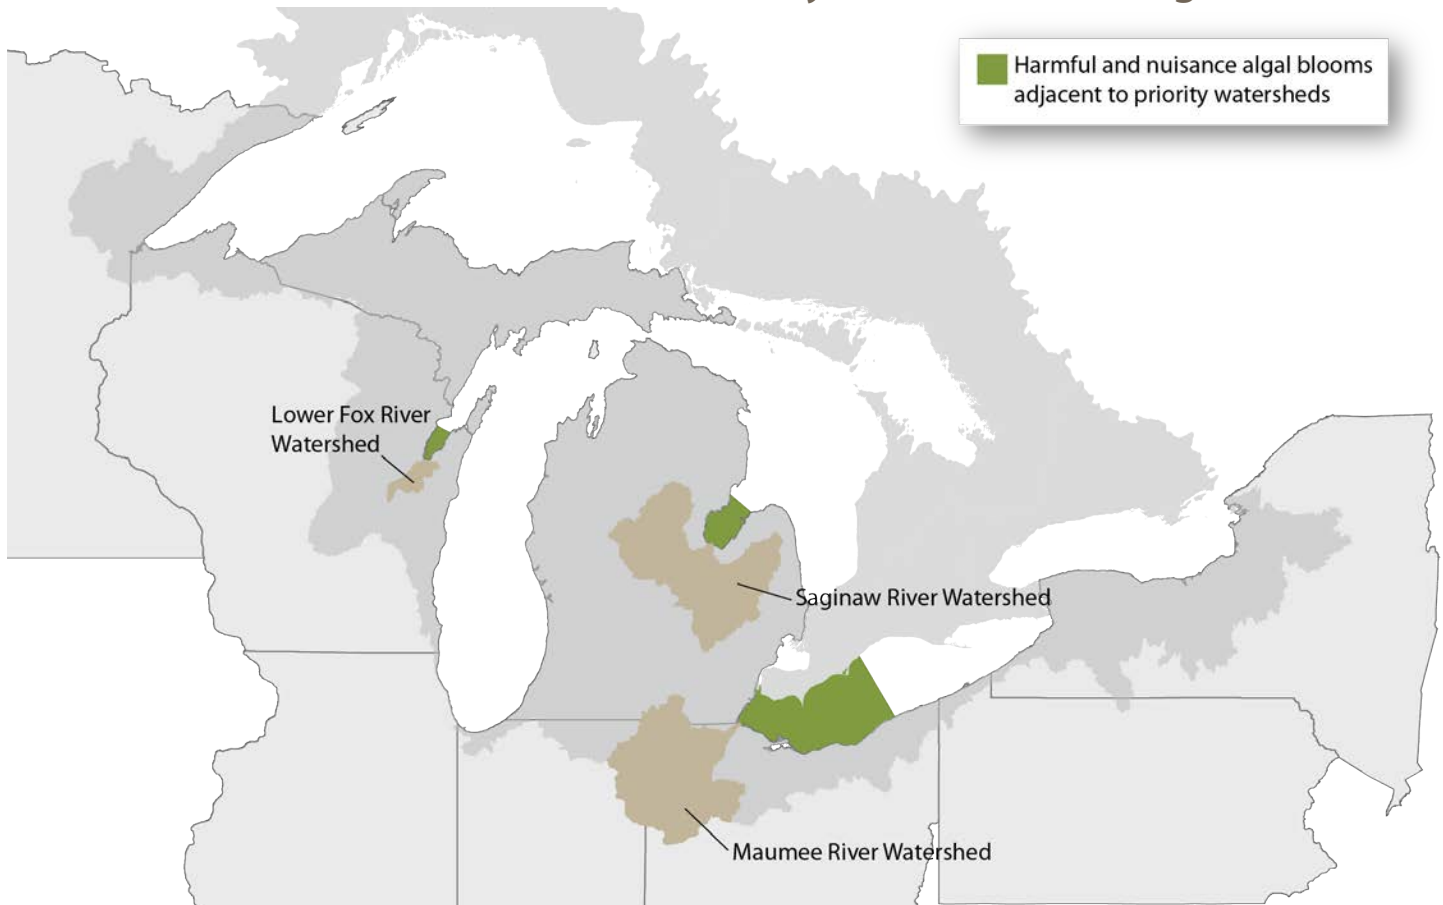 Harmful and nuisance algal blooms
adjacent to priority watersheds
Lower Fox River
Watershed
Saginaw River Watershed
Maumee River Watershed